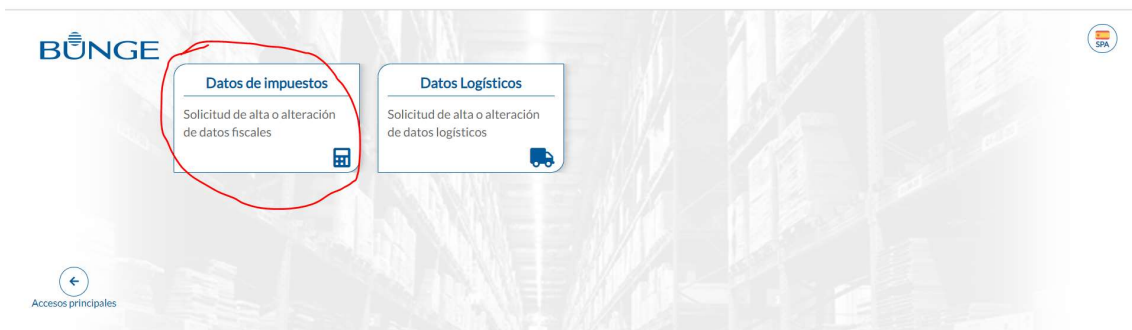 BUNGE
SPA
Datos de impuestos
Solicitud de alta o alteración
de datos fiscales
Datos Logísticos
Solicitud de alta o alteración
de datos logísticos
Accesos principales